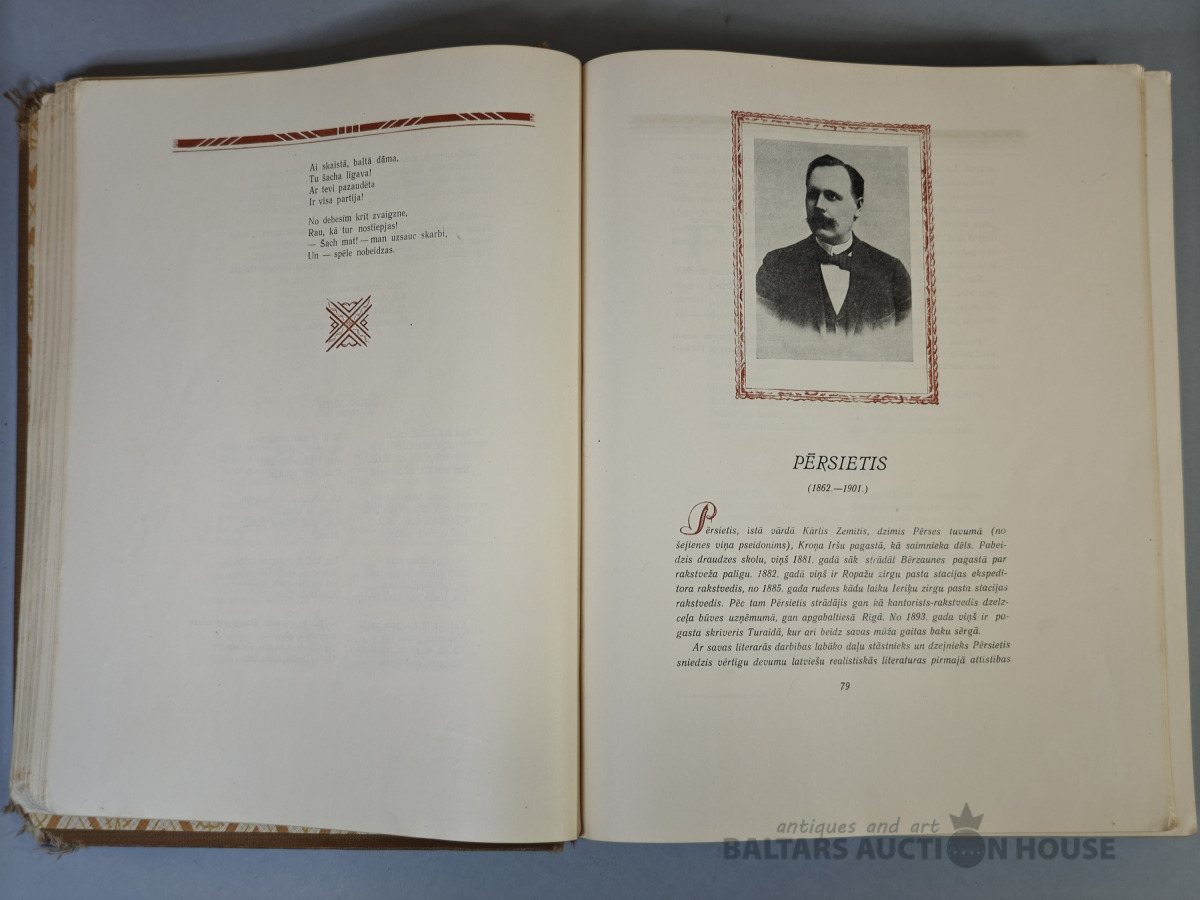 Ai skaistā, baltā dāma,
Tu šacha līgava!
Ar tevi pazaudēta
Ir visa partija!
No debesīm krīt zvaigzne,
Rau, kā tur nostiepjas!
— Šach mat! — man uzsauc skarbi,
Un — spēle nobeidzas.
PĒRSIETIS
(1862.—1901.)
Pērsietis, īstā vārdā Kārlis Zemītis, dzimis Pērses tuvumā (no
šejienes viņa pseidonims), Kroņa Iršu pagastā, kā saimnieka dēls. Pabei-
dzis draudzes skolu, viņš 1881. gadā sāk strādāt Bērzaunes pagastā par
rakstveža palīgu. 1882. gadā viņš ir Ropažu zirgu pasta stacijas ekspedi-
tora rakstvedis, no 1885. gada rudens kādu laiku Ieriķu zirgu pasta stacijas
rakstvedis. Pēc tam Pērsietis strādājis gan kā kantorists-rakstvedis dzelz-
ceļa būves uzņēmumā, gan apgabaltiesā Rīgā. No 1893. gada viņš ir pa-
gasta skrīveris Turaidā, kur arī beidz savas mūža gaitas baku sērgā.
Ar savas literārās darbības labāko daļu stāstnieks un dzejnieks Pērsietis
sniedzis vērtīgu devumu latviešu reālistiskās literatūras pirmajā attīstības
79
antiques and art
BALTARS AUCTION HOUSE